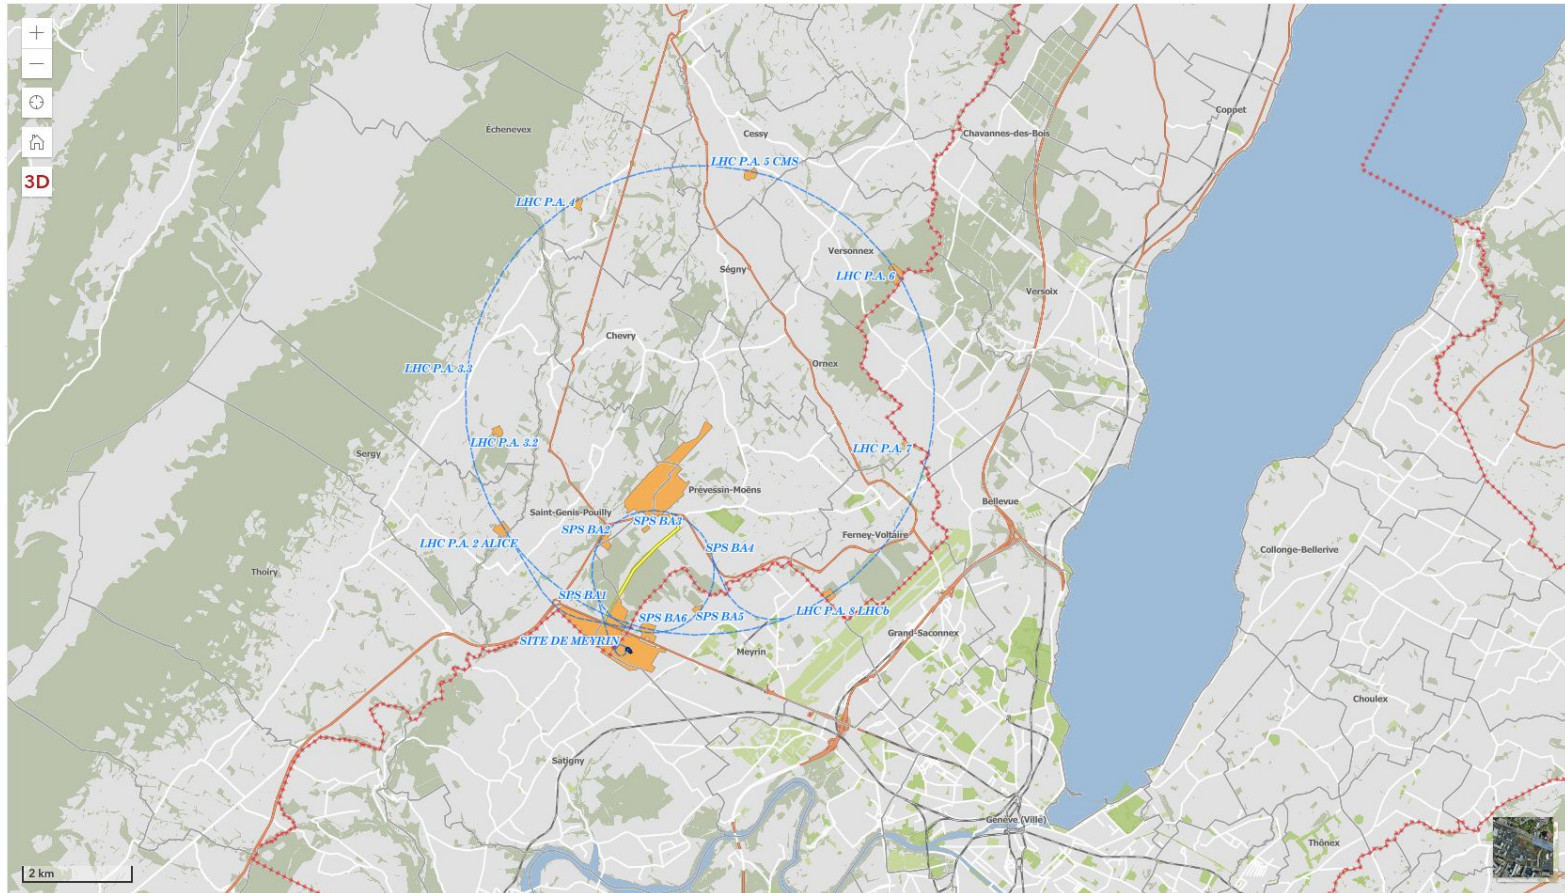 +
−
3D
Coppet
Échenevex
Cessy
Chavannes-des-Bois
LHC P.A. 5 CMS
LHC P.A. 4
Versonnex
Ségny
LHC P.A. 6
Versoix
Chevry
Ornex
LHC P.A. 3.3
LHC P.A. 3.2
LHC P.A. 7
Sergy
Prévessin-Moëns
Bellevue
Saint-Genis-Pouilly
SPS BA3
SPS BA2
Ferney-Voltaire
LHC P.A. 2 ALICE
SPS BA4
Collonge-Bellerive
Thoiry
SPS BA1
LHC P.A. 8 LHCb
SPS BA6
SPS BA5
Grand-Saconnex
SITE DE MEYRIN
Meyrin
Choulex
Satigny
Genève (Ville)
Thônex
2 km